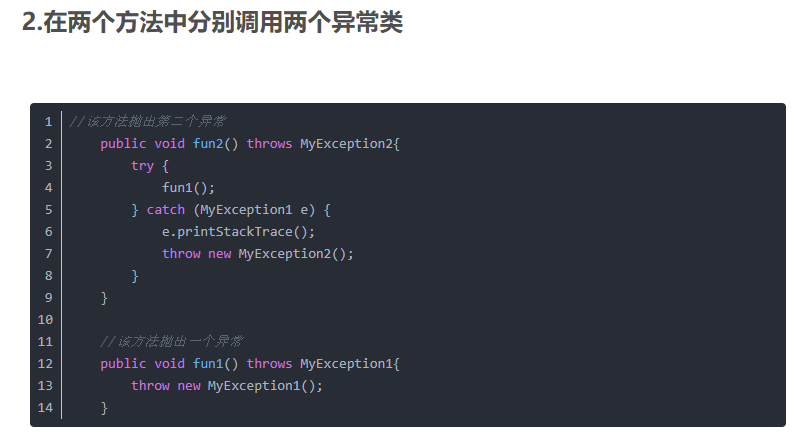 2.在两个方法中分别调用两个异常类
1 //该方法抛出第二个异常
2 public void fun2() throws MyException2{
3 try {
4 fun1();
5 } catch (MyException1 e) {
6 e.printStackTrace();
7 throw new MyException2();
8 }
9 }
10
11 //该方法抛出一个异常
12 public void fun1() throws MyException1{
13 throw new MyException1();
14 }